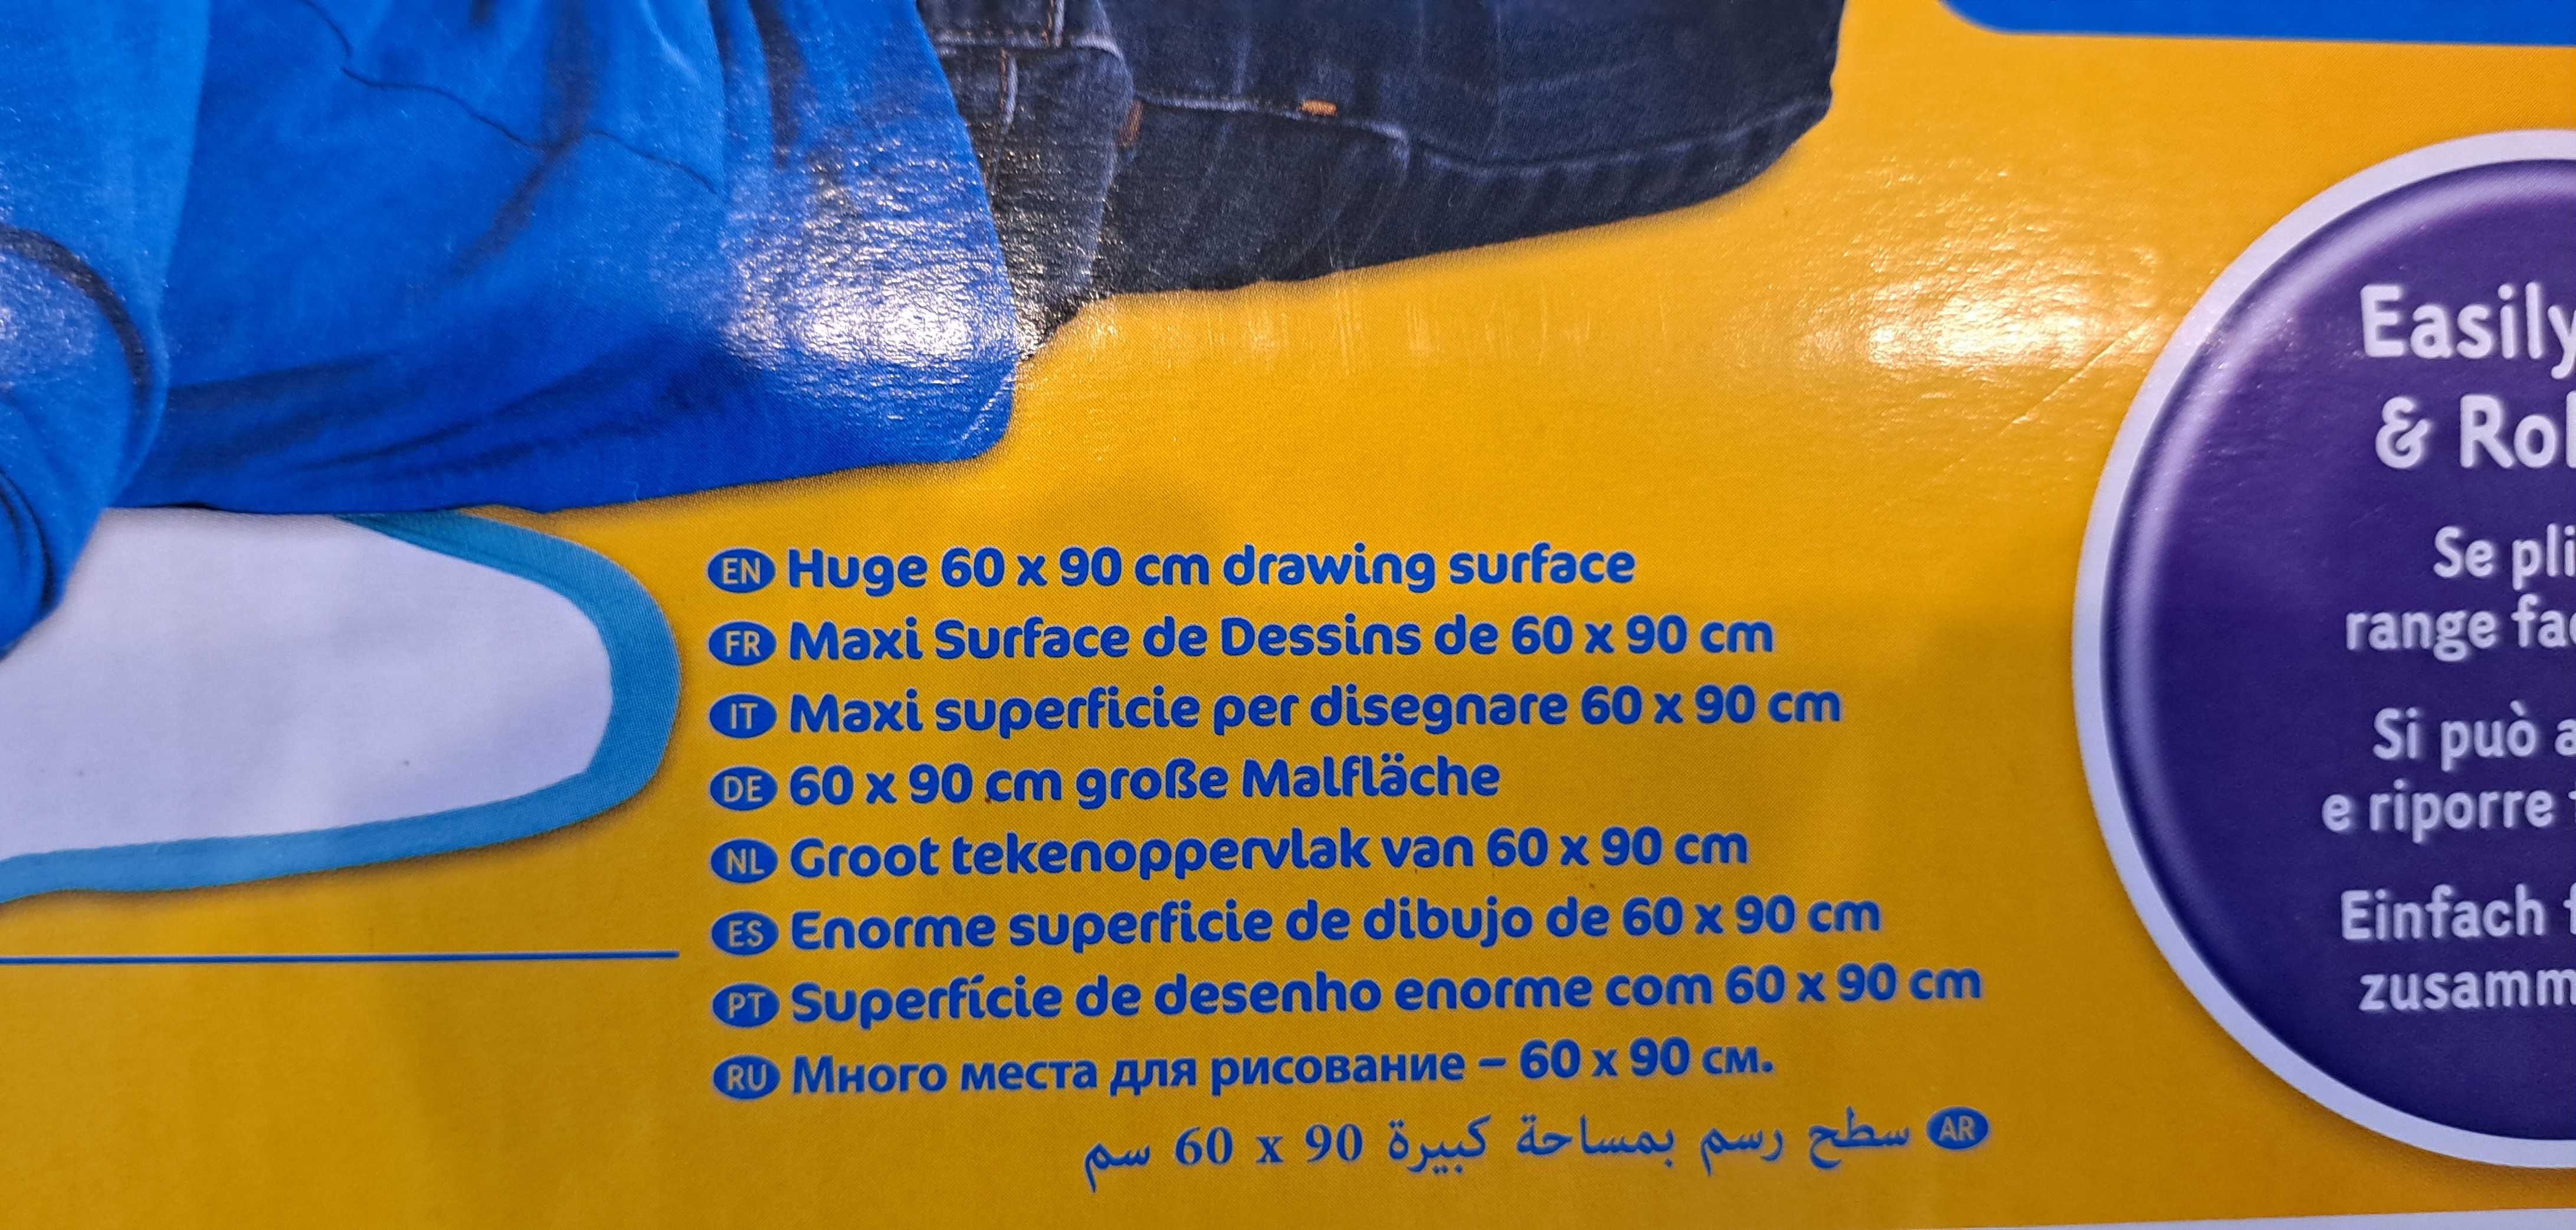 EN Huge 60 x 90 cm drawing surface
FR Maxi Surface de Dessins de 60 x 90 cm
IT Maxi superficie per disegnare 60 x 90 cm
DE 60 x 90 cm große Malfläche
NL Groot tekenoppervlak van 60 x 90 cm
ES Enorme superficie de dibujo de 60 x 90 cm
PT Superfície de desenho enorme com 60 x 90 cm
RU Много места для рисование – 60 x 90 см.
AR سطح رسم بمساحة كبيرة 90 x 60 سم
Easily
&
Se
range
Si può
e riporre
Einfach